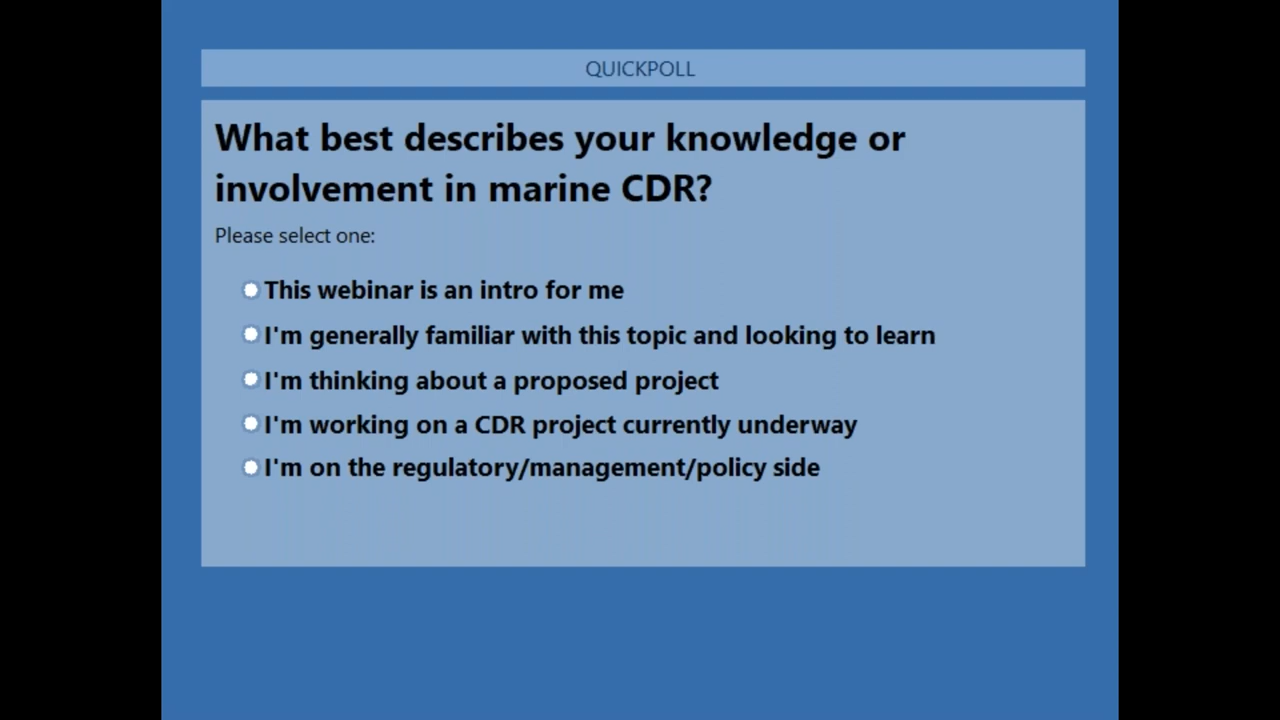 QUICKPOLL
What best describes your knowledge or
involvement in marine CDR?
Please select one:
This webinar is an intro for me
I'm generally familiar with this topic and looking to learn
I'm thinking about a proposed project
I'm working on a CDR project currently underway
I'm on the regulatory/management/policy side